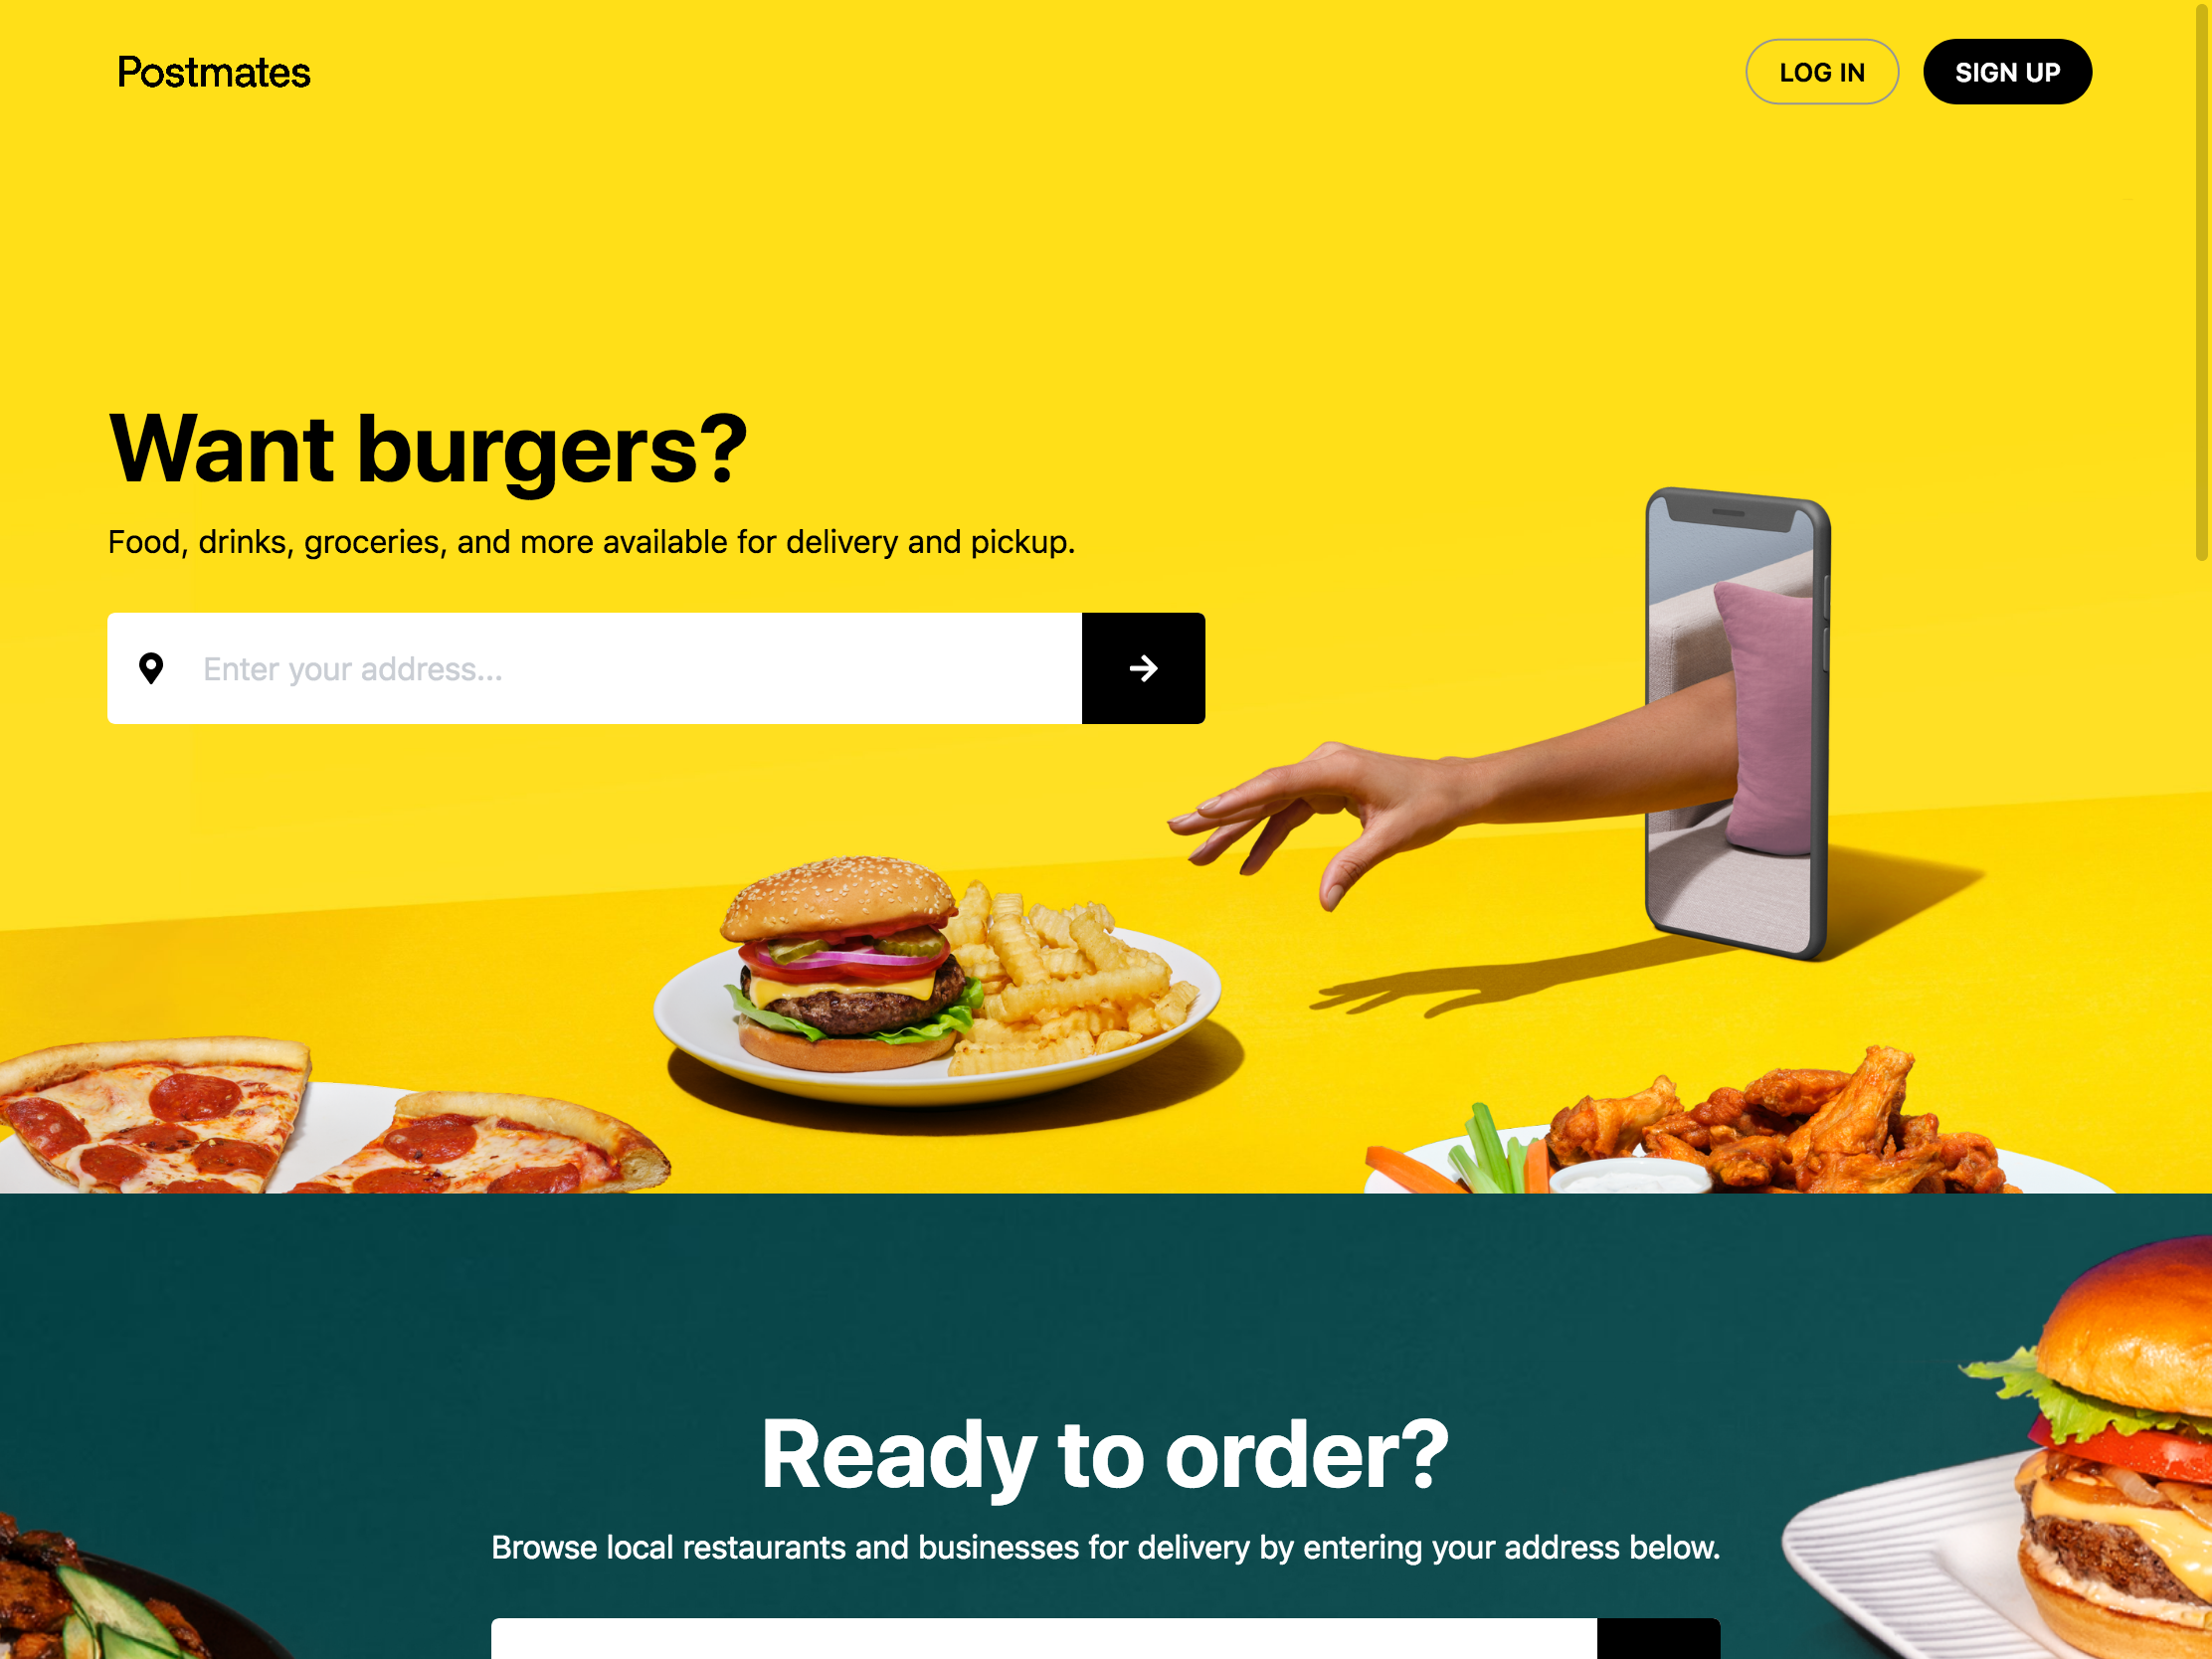 Postmates
LOG IN
SIGN UP
Want burgers?
Food, drinks, groceries, and more available for delivery and pickup.
Enter your address...
Ready to order?
Browse local restaurants and businesses for delivery by entering your address below.